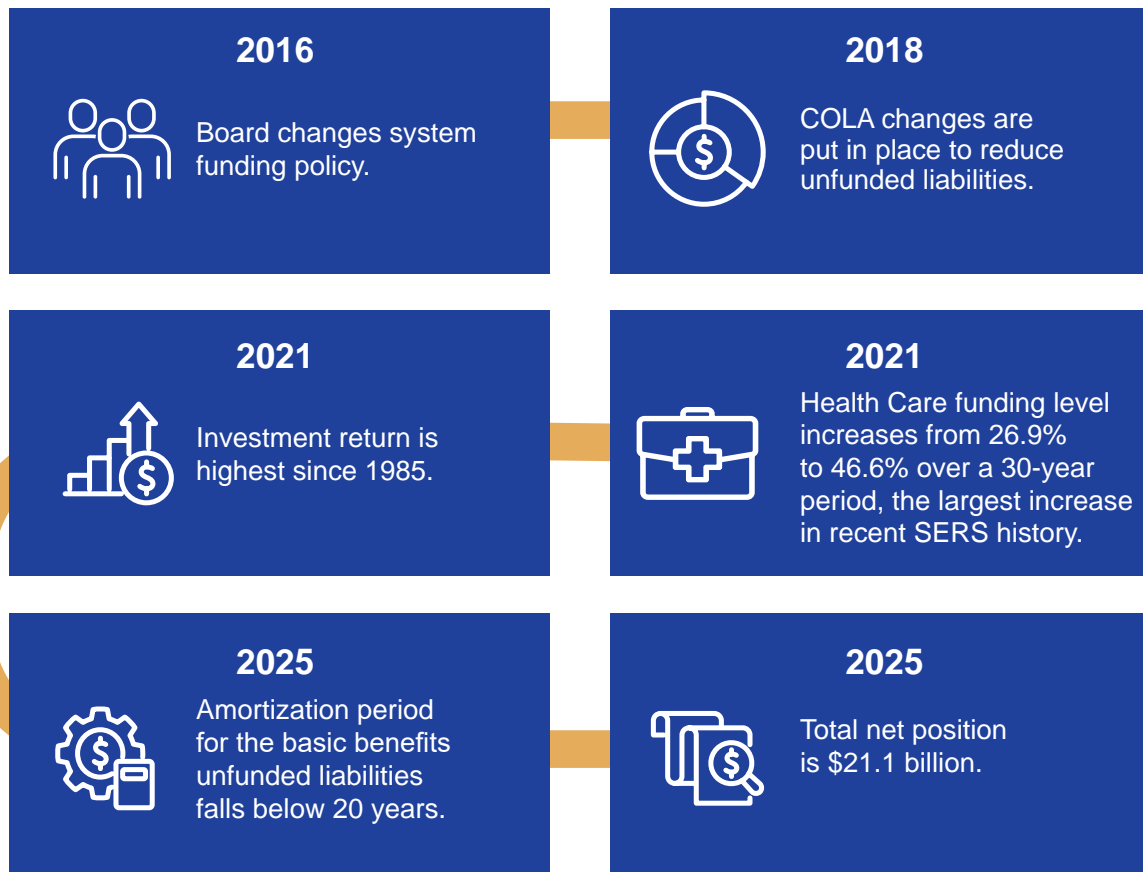 2016
Board changes system
funding policy.
2018
COLA changes are
put in place to reduce
unfunded liabilities.
2021
Investment return is
highest since 1985.
2021
Health Care funding level
increases from 26.9%
to 46.6% over a 30-year
period, the largest increase
in recent SERS history.
2025
Amortization period
for the basic benefits
unfunded liabilities
falls below 20 years.
2025
Total net position
is $21.1 billion.